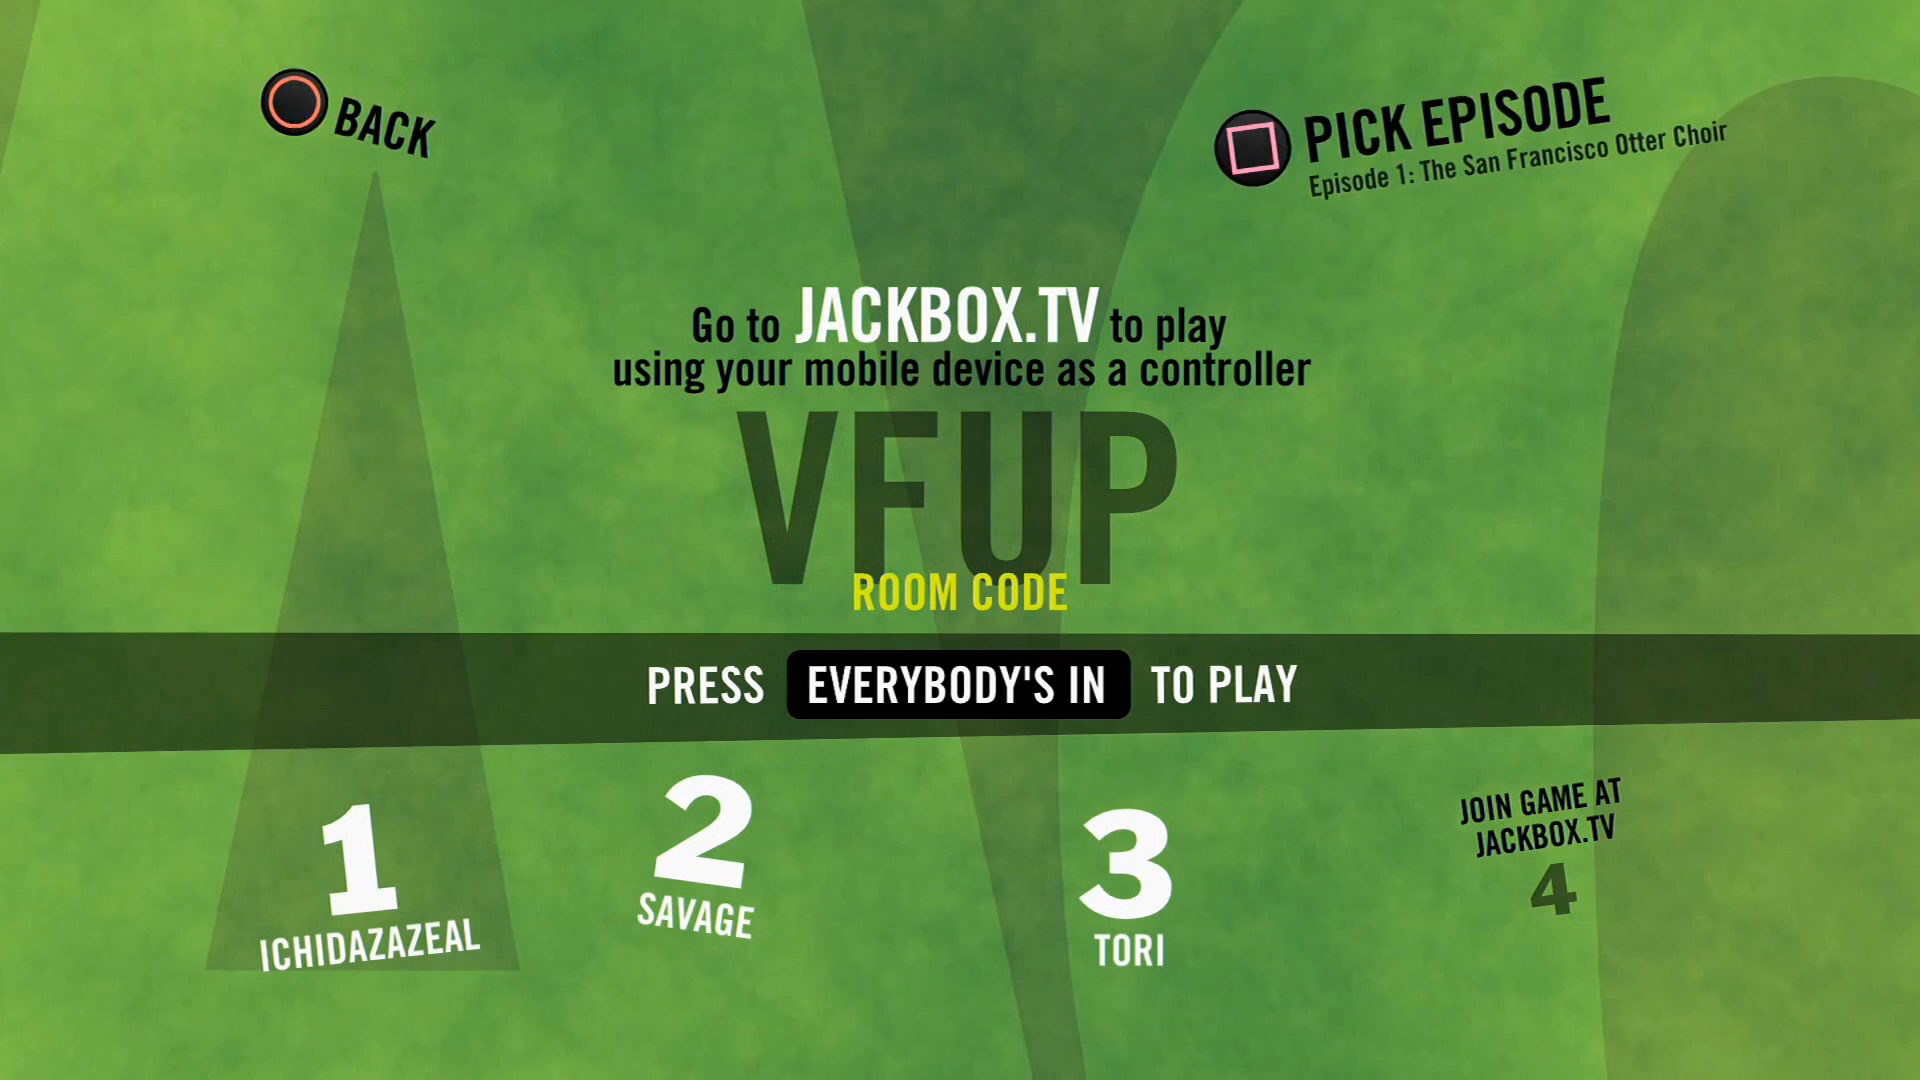 BACK
PICK EPISODE
Episode 1: The San Francisco Otter Choir
Go to JACKBOX.TV to play
using your mobile device as a controller
VFUP
ROOM CODE
PRESS EVERYBODY'S IN TO PLAY
1
ICHIDAZAZEAL
2
SAVAGE
3
TORI
JOIN GAME AT
JACKBOX.TV
4